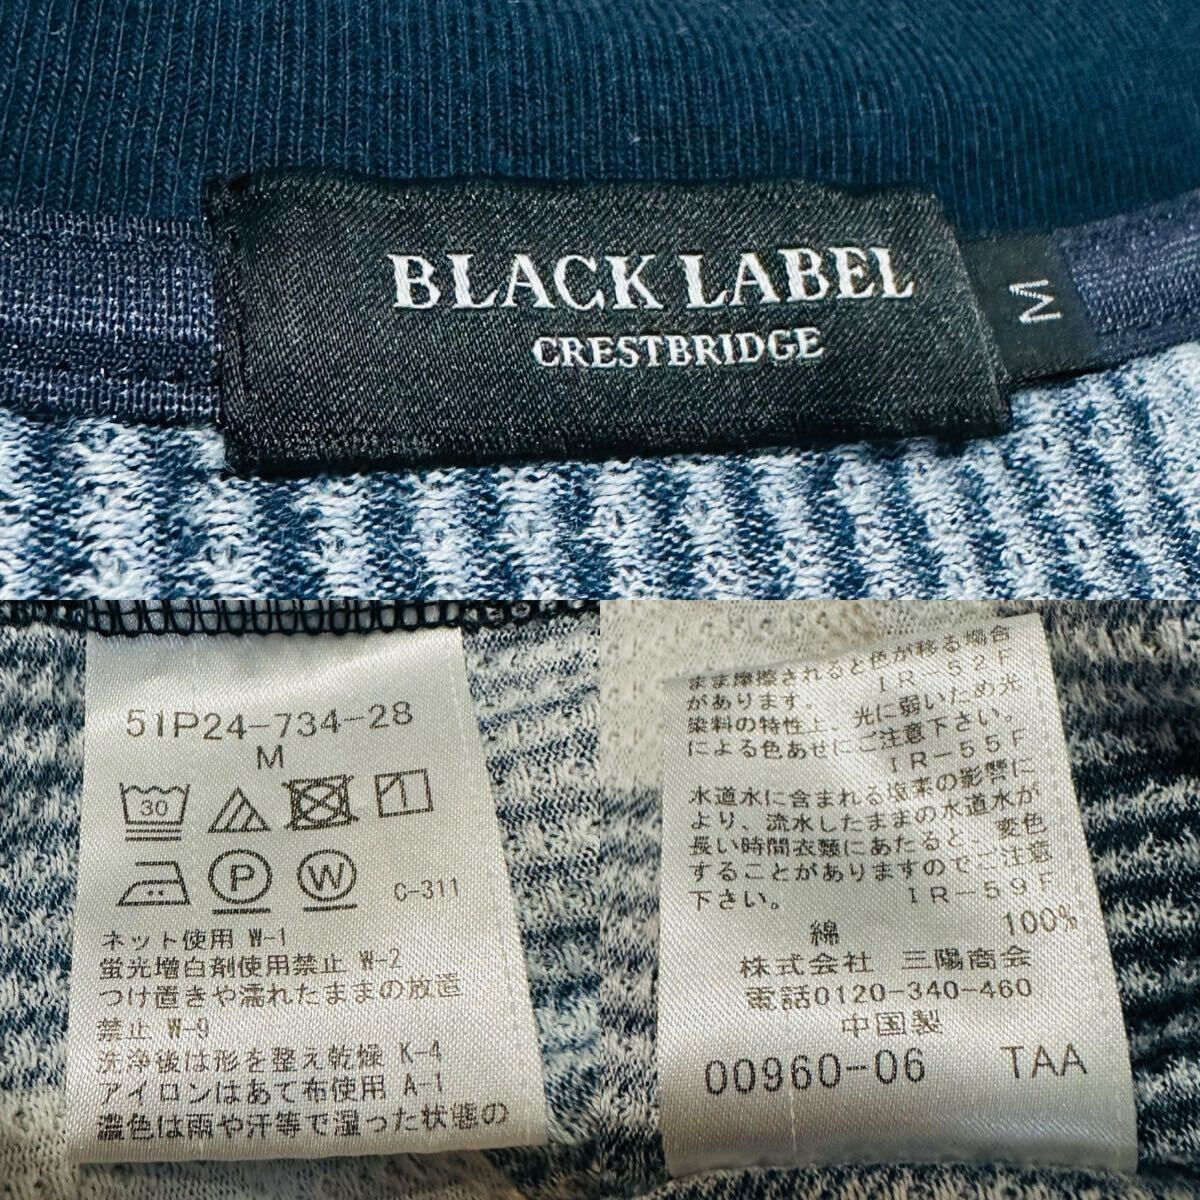 BLACK LABEL
CRESTBRIDGE
M
51P24-734-28
M
30
1
P
W
C-311
ネット使用 W-1
蛍光増白剤使用禁止 W-2
つけ置きや濡れたままの放置
禁止 W-9
洗浄後は形を整え乾燥 K-4
アイロンはあて布使用 A-1
濃色は雨や汗等で湿った状態の
まま摩擦されると色が移る場合
があります。 IR-52F
染料の特性上、光に弱いため光
による色あせにご注意下さい。
IR-55F
水道水に含まれる塩素の影響に
より、流水したままの水道水が
長い時間衣類にあたると、変色
することがありますのでご注意
下さい。 IR-59F
綿 100%
株式会社 三陽商会
電話0120-340-460
中国製
00960-06 TAA